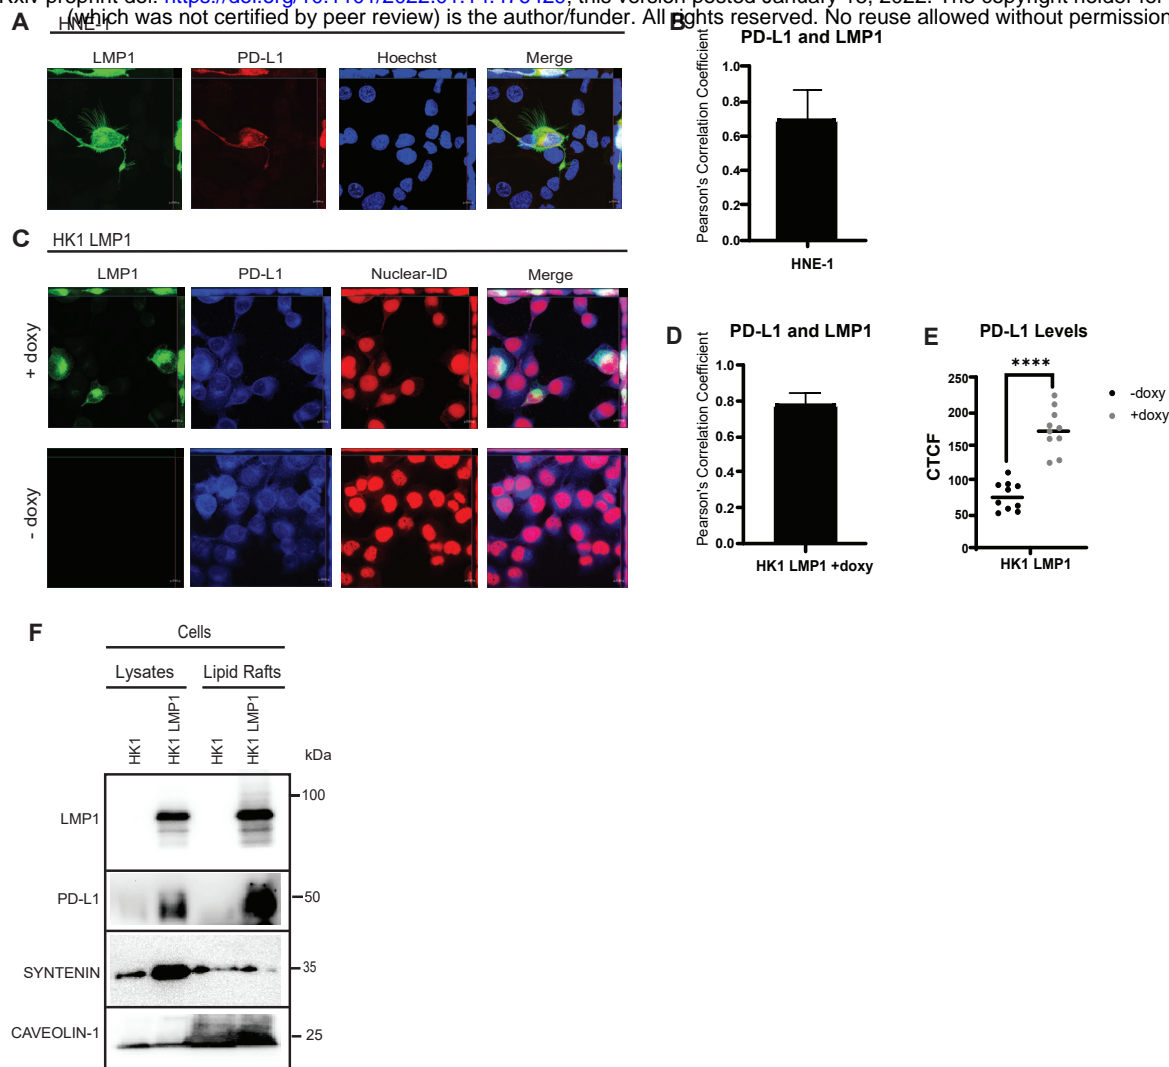 (which was not certified by peer review) is the author/funder. All rights reserved. No reuse allowed without permission
A HNE-1
LMP1 PD-L1 Hoechst Merge
B
PD-L1 and LMP1
Pearson's Correlation Coefficient
1.0
0.8
0.6
0.4
0.2
0.0
HNE-1
C HK1 LMP1
LMP1 PD-L1 Nuclear-ID Merge
+ doxy
- doxy
D PD-L1 and LMP1
Pearson's Correlation Coefficient
1.0
0.8
0.6
0.4
0.2
0.0
HK1 LMP1 +doxy
E PD-L1 Levels
****
-doxy
+doxy
CTCF
250
200
150
100
50
0
HK1 LMP1
F
Cells
Lysates Lipid Rafts
HK1 HK1 LMP1 HK1 HK1 LMP1
kDa
LMP1 100
PD-L1 50
SYNTENIN 35
CAVEOLIN-1 25